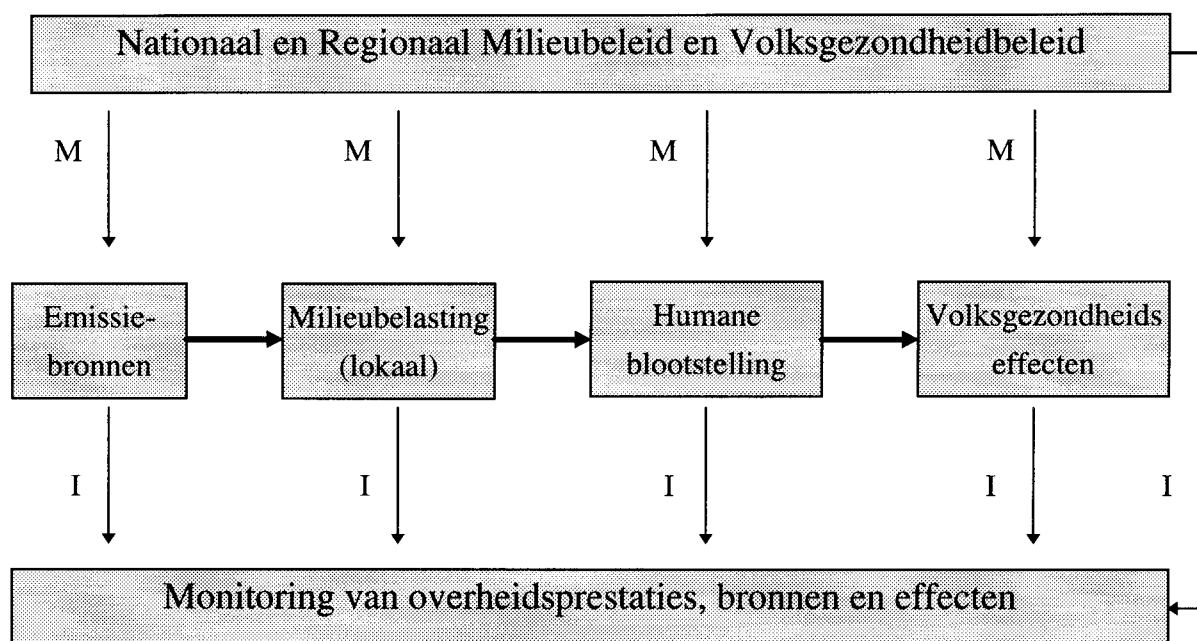 Nationaal en Regionaal Milieubeleid en Volksgezondheidbeleid
M M M M
Emissie- Milieubelasting Humane Volksgezondheids
bronnen (lokaal) blootstelling effecten
I I I I I
Monitoring van overheidsprestaties, bronnen en effecten